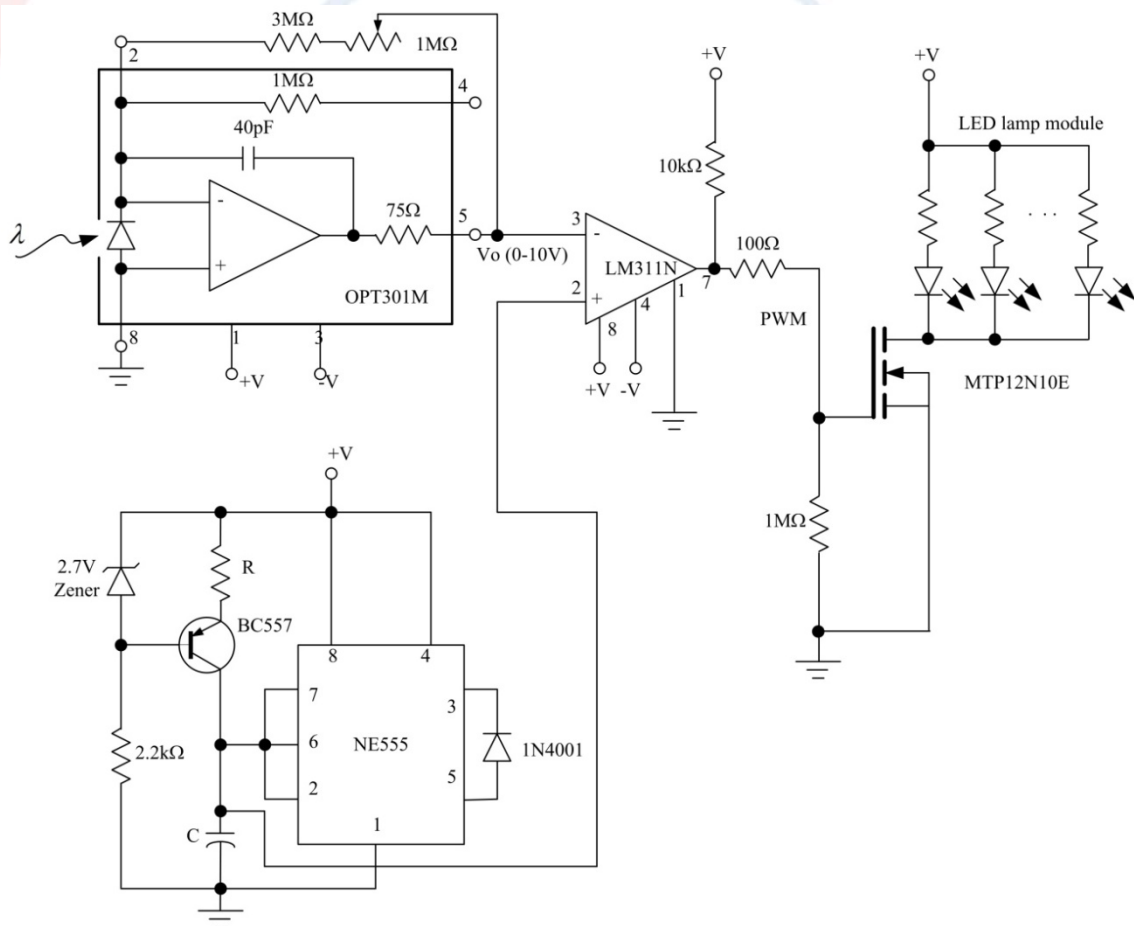 3MΩ
1MΩ
2
1MΩ
4
40pF
-
+
75Ω
5
Vo (0-10V)
λ
OPT301M
8
1
3
+V
-V
+V
10kΩ
3
-
LM311N
2
+
7
1
4
8
+V
-V
100Ω
PWM
1MΩ
+V
LED lamp module
...
MTP12N10E
+V
2.7V
Zener
R
BC557
2.2kΩ
C
8
4
7
6
2
NE555
3
5
1
1N4001